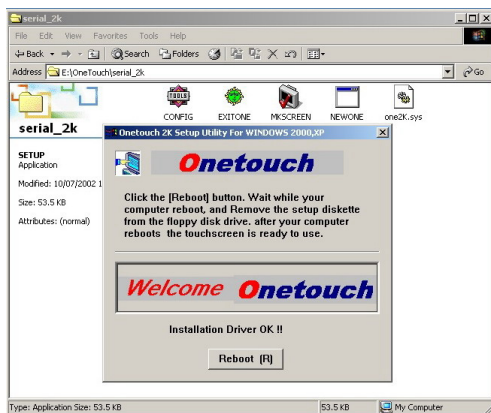 serial_2k
File Edit View Favorites Tools Help
Back Search Folders
Address E:\OneTouch\serial_2k Go
CONFIG EXITONE MKSCREEN NEWONE one2K.sys
serial_2k
SETUP
Application
Modified: 10/07/2002 1
Size: 53.5 KB
Attributes: (normal)
Onetouch 2K Setup Utility For WINDOWS 2000,XP
Onetouch
Click the [Reboot] button. Wait while your
computer reboot, and Remove the setup diskette
from the floppy disk drive. after your computer
reboots the touchscreen is ready to use.
Welcome Onetouch
Installation Driver OK !!
Reboot (R)
Type: Application Size: 53.5 KB 53.5 KB My Computer